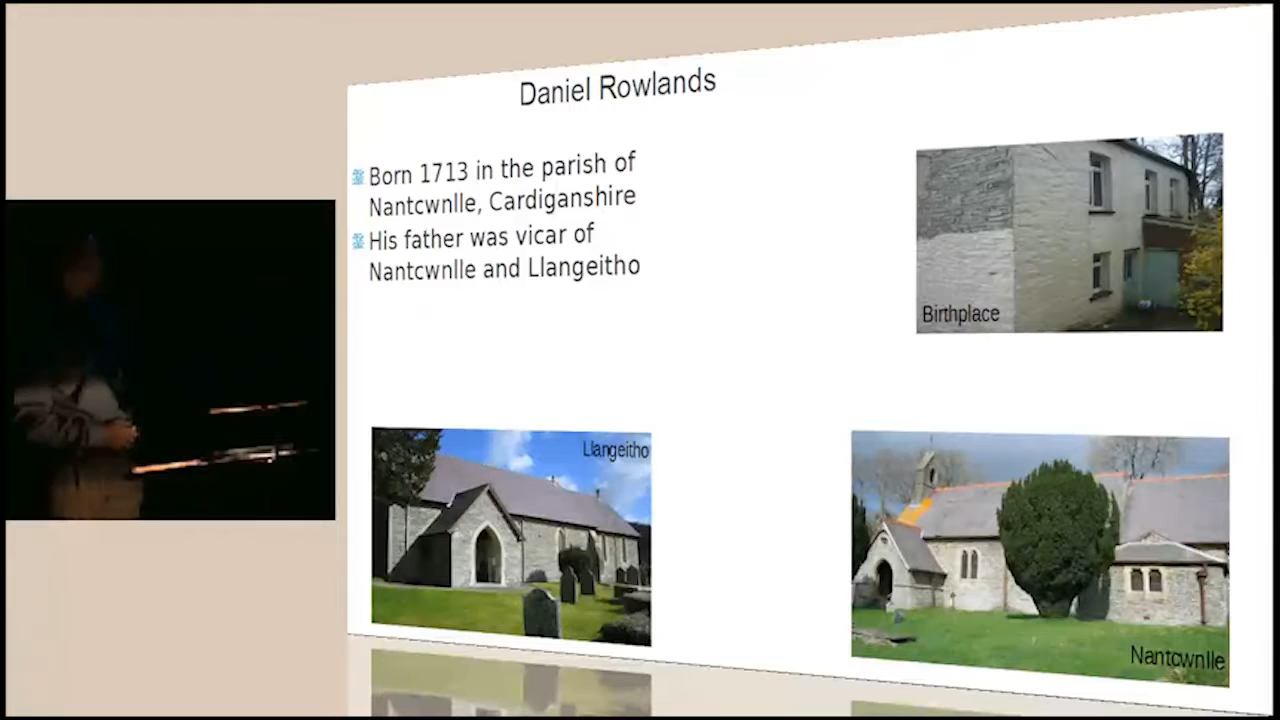 Daniel Rowlands
Born 1713 in the parish of
Nantcwnlle, Cardiganshire
His father was vicar of
Nantcwnlle and Llangeitho
Birthplace
Llangeitho
Nantcwnlle